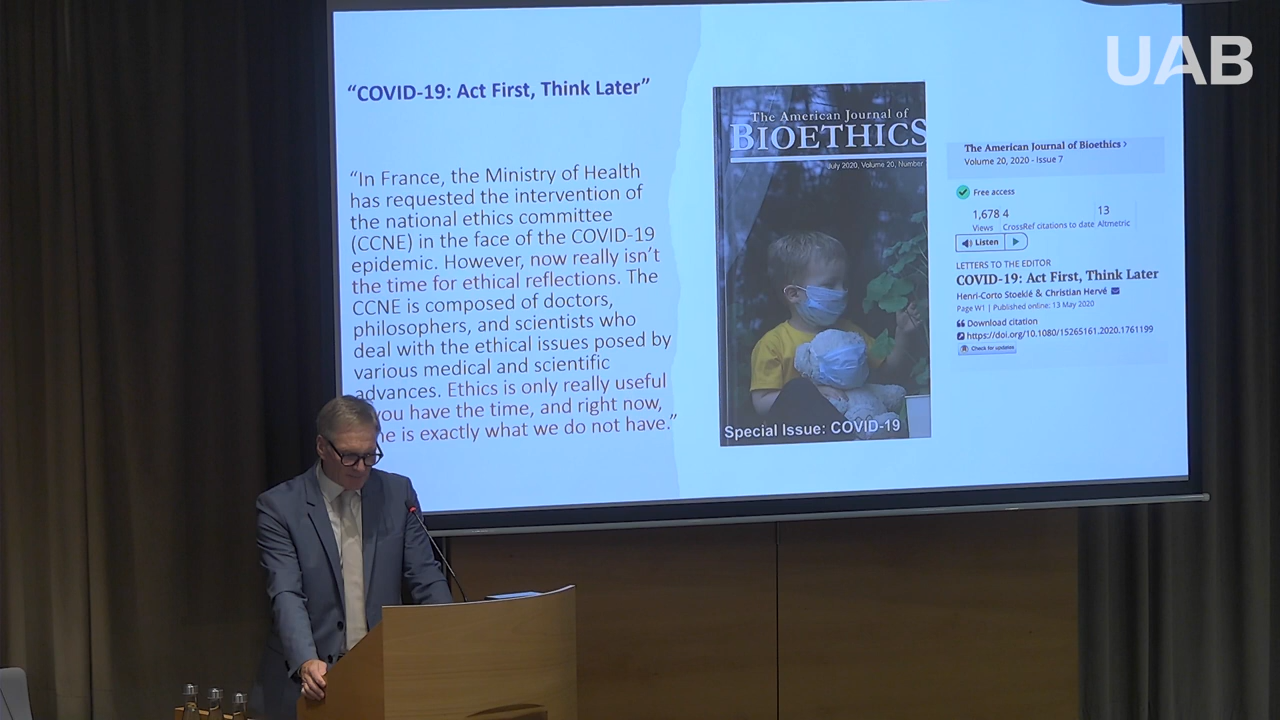 UAB
“COVID-19: Act First, Think Later”
“In France, the Ministry of Health
has requested the intervention of
the national ethics committee
(CCNE) in the face of the COVID-19
epidemic. However, now really isn’t
the time for ethical reflections. The
CCNE is composed of doctors,
philosophers, and scientists who
deal with the ethical issues posed by
various medical and scientific
advances. Ethics is only really useful
you have the time, and right now,
is exactly what we do not have.”
The American Journal of
BIOETHICS
July 2020, Volume 20, Number
Special Issue: COVID-19
The American Journal of Bioethics >
Volume 20, 2020 - Issue 7
Free access
1,678 4 13
Views CrossRef citations to date Altmetric
Listen
LETTERS TO THE EDITOR
COVID-19: Act First, Think Later
Henri-Corto Stoeklé & Christian Hervé
Page W1 | Published online: 13 May 2020
Download citation
https://doi.org/10.1080/15265161.2020.1761199
Check for updates